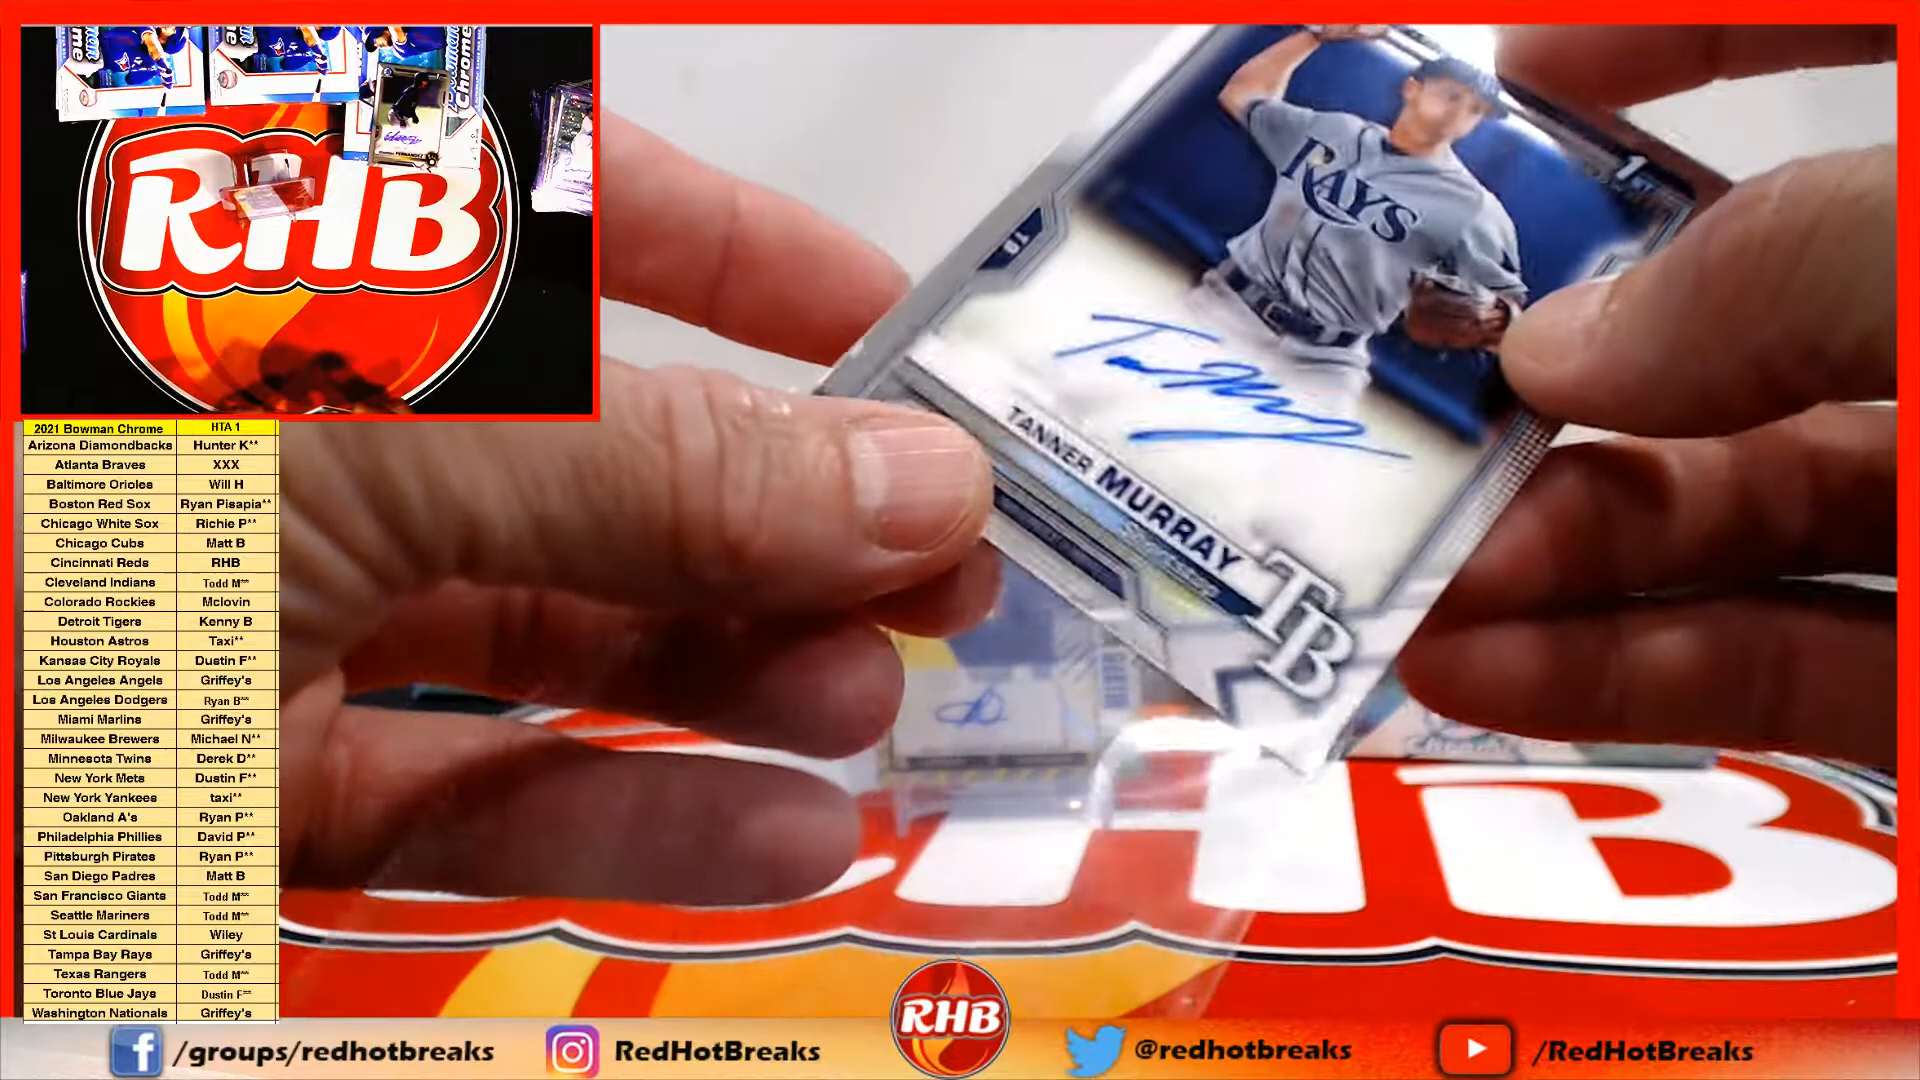 Chrome
FERNANDEZ
RHB
2021 Bowman Chrome HTA 1
Arizona Diamondbacks Hunter K**
Atlanta Braves XXX
Baltimore Orioles Will H
Boston Red Sox Ryan Pisapia**
Chicago White Sox Richie P**
Chicago Cubs Matt B
Cincinnati Reds RHB
Cleveland Indians Todd M**
Colorado Rockies Mclovin
Detroit Tigers Kenny B
Houston Astros Taxi**
Kansas City Royals Dustin F**
Los Angeles Angels Griffey's
Los Angeles Dodgers Ryan B**
Miami Marlins Griffey's
Milwaukee Brewers Michael N**
Minnesota Twins Derek D**
New York Mets Dustin F**
New York Yankees taxi**
Oakland A's Ryan P**
Philadelphia Phillies David P**
Pittsburgh Pirates Ryan P**
San Diego Padres Matt B
San Francisco Giants Todd M**
Seattle Mariners Todd M**
St Louis Cardinals Wiley
Tampa Bay Rays Griffey's
Texas Rangers Todd M**
Toronto Blue Jays Dustin F**
Washington Nationals Griffey's
1st
RAYS
TANNER MURRAY
TB
RHB
/groups/redhotbreaks
RedHotBreaks
RHB
@redhotbreaks
/RedHotBreaks